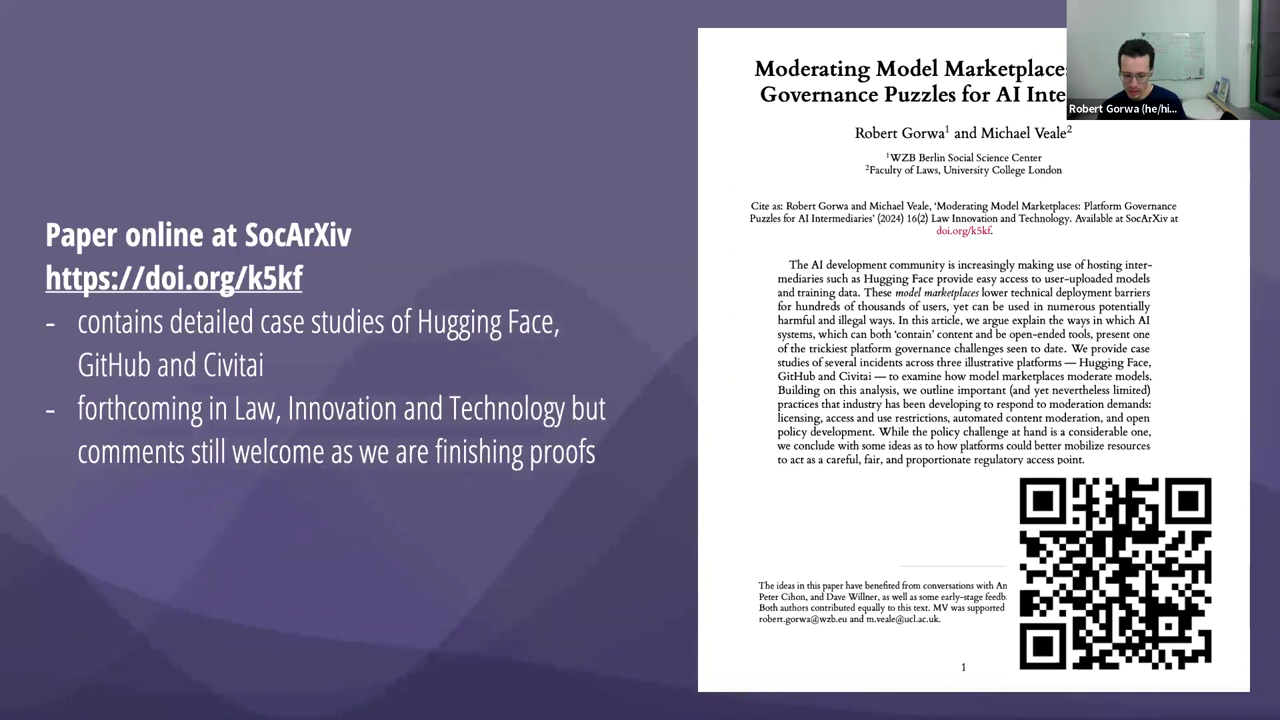 Paper online at SocArXiv
https://doi.org/k5kf
- contains detailed case studies of Hugging Face,
GitHub and Civitai
- forthcoming in Law, Innovation and Technology but
comments still welcome as we are finishing proofs
Moderating Model Marketplaces
Governance Puzzles for AI Inte
Robert Gorwa (he/hi...
Robert Gorwa1 and Michael Veale2
1WZB Berlin Social Science Center
2Faculty of Laws, University College London
Cite as: Robert Gorwa and Michael Veale, ‘Moderating Model Marketplaces: Platform Governance
Puzzles for AI Intermediaries’ (2024) 16(2) Law Innovation and Technology. Available at SocArXiv at
doi.org/k5kf.
The AI development community is increasingly making use of hosting inter-
mediaries such as Hugging Face provide easy access to user-uploaded models
and training data. These model marketplaces lower technical deployment barriers
for hundreds of thousands of users, yet can be used in numerous potentially
harmful and illegal ways. In this article, we argue explain the ways in which AI
systems, which can both ‘contain’ content and be open-ended tools, present one
of the trickiest platform governance challenges seen to date. We provide case
studies of several incidents across three illustrative platforms — Hugging Face,
GitHub and Civitai — to examine how model marketplaces moderate models.
Building on this analysis, we outline important (and yet nevertheless limited)
practices that industry has been developing to respond to moderation demands:
licensing, access and use restrictions, automated content moderation, and open
policy development. While the policy challenge at hand is a considerable one,
we conclude with some ideas as to how platforms could better mobilize resources
to act as a careful, fair, and proportionate regulatory access point.
The ideas in this paper have benefited from conversations with An
Peter Cihon, and Dave Willner, as well as some early-stage feedb
Both authors contributed equally to this text. MV was supported
robert.gorwa@wzb.eu and m.veale@ucl.ac.uk.
1